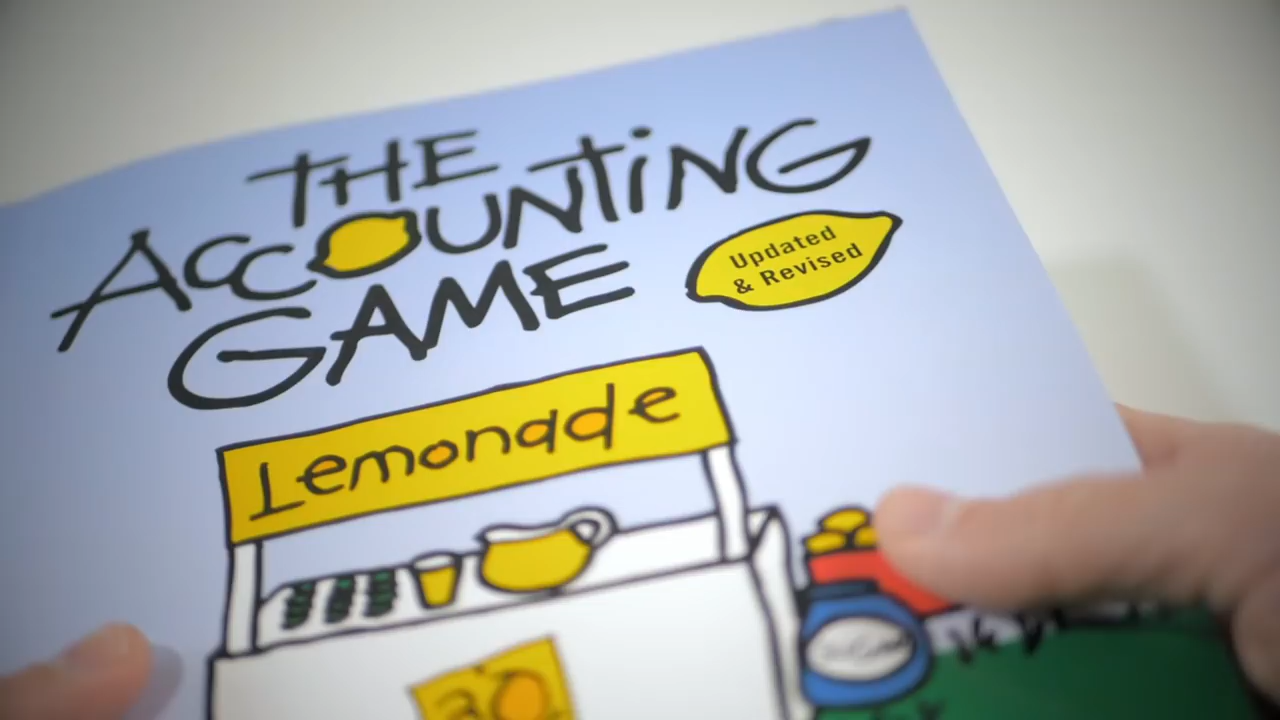 THE
ACCOUNTING
GAME
Updated
& Revised
Lemonade